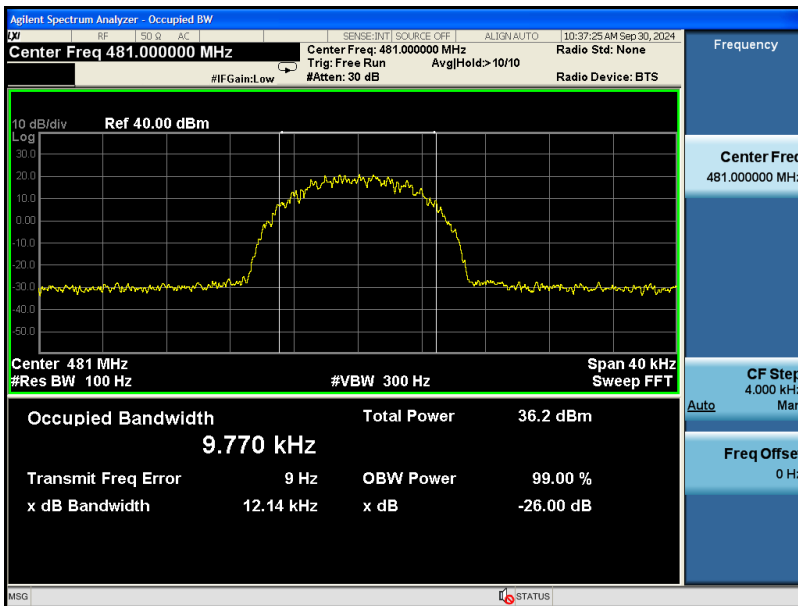 Agilent Spectrum Analyzer - Occupied BW
LXI RF 50 Ω AC SENSE:INT SOURCE OFF ALIGN AUTO 10:37:25 AM Sep 30, 2024
Center Freq 481.000000 MHz Center Freq: 481.000000 MHz Radio Std: None
Trig: Free Run Avg|Hold:>10/10
#IFGain:Low #Atten: 30 dB Radio Device: BTS
Frequency
10 dB/div Ref 40.00 dBm
Log
30.0
20.0
10.0
0.00
-10.0
-20.0
-30.0
-40.0
-50.0
Center 481 MHz Span 40 kHz
#Res BW 100 Hz #VBW 300 Hz Sweep FFT
Occupied Bandwidth Total Power 36.2 dBm
9.770 kHz
Transmit Freq Error 9 Hz OBW Power 99.00 %
x dB Bandwidth 12.14 kHz x dB -26.00 dB
Center Freq
481.000000 MHz
CF Step
4.000 kHz
Auto Man
Freq Offset
0 Hz
MSG STATUS